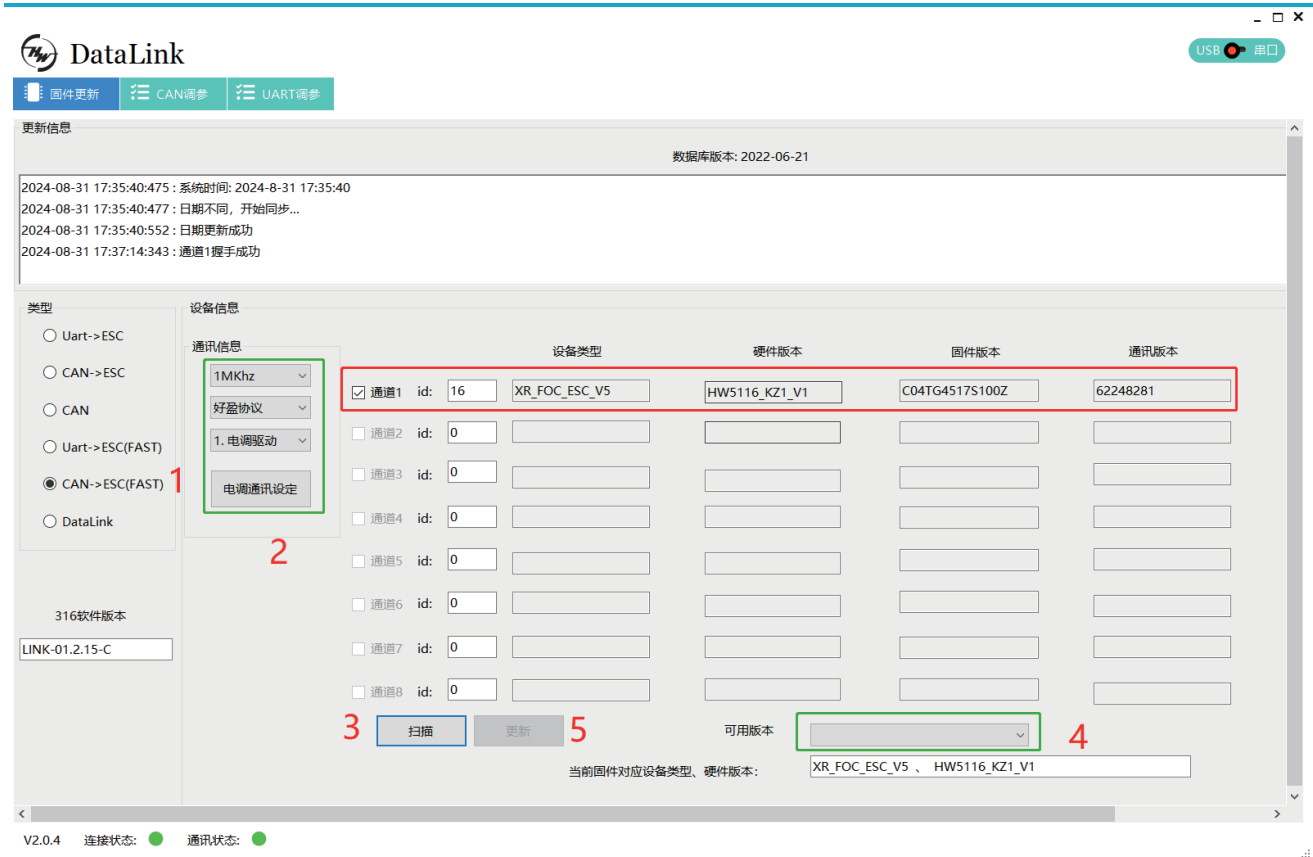 HW DataLink
USB 串口
固件更新 CAN调参 UART调参
更新信息
数据库版本: 2022-06-21
2024-08-31 17:35:40:475 : 系统时间: 2024-8-31 17:35:40
2024-08-31 17:35:40:477 : 日期不同，开始同步...
2024-08-31 17:35:40:552 : 日期更新成功
2024-08-31 17:37:14:343 : 通道1握手成功
类型
Uart->ESC
CAN->ESC
CAN
Uart->ESC(FAST)
CAN->ESC(FAST) 1
DataLink
316软件版本
LINK-01.2.15-C
设备信息
通讯信息
1MKhz
好盈协议
1. 电调驱动
电调通讯设定
2
设备类型 硬件版本 固件版本 通讯版本
通道1 id: 16 XR_FOC_ESC_V5 HW5116_KZ1_V1 C04TG4517S100Z 62248281
通道2 id: 0
通道3 id: 0
通道4 id: 0
通道5 id: 0
通道6 id: 0
通道7 id: 0
通道8 id: 0
3 扫描 更新 5 可用版本 4
当前固件对应设备类型、硬件版本: XR_FOC_ESC_V5 、 HW5116_KZ1_V1
V2.0.4 连接状态: 通讯状态: